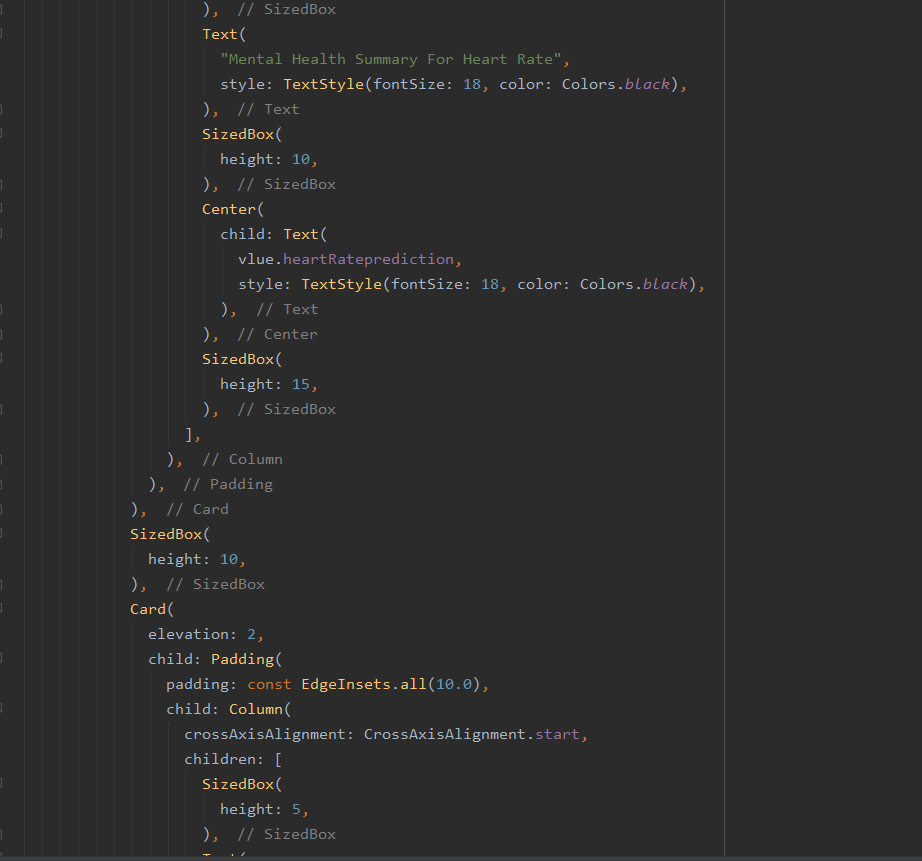 ),  // SizedBox
Text(
"Mental Health Summary For Heart Rate",
style: TextStyle(fontSize: 18, color: Colors.black),
),  // Text
SizedBox(
height: 10,
),  // SizedBox
Center(
child: Text(
vlue.heartRateprediction,
style: TextStyle(fontSize: 18, color: Colors.black),
),  // Text
),  // Center
SizedBox(
height: 15,
),  // SizedBox
],
),  // Column
),  // Padding
),  // Card
SizedBox(
height: 10,
),  // SizedBox
Card(
elevation: 2,
child: Padding(
padding: const EdgeInsets.all(10.0),
child: Column(
crossAxisAlignment: CrossAxisAlignment.start,
children: [
SizedBox(
height: 5,
),  // SizedBox